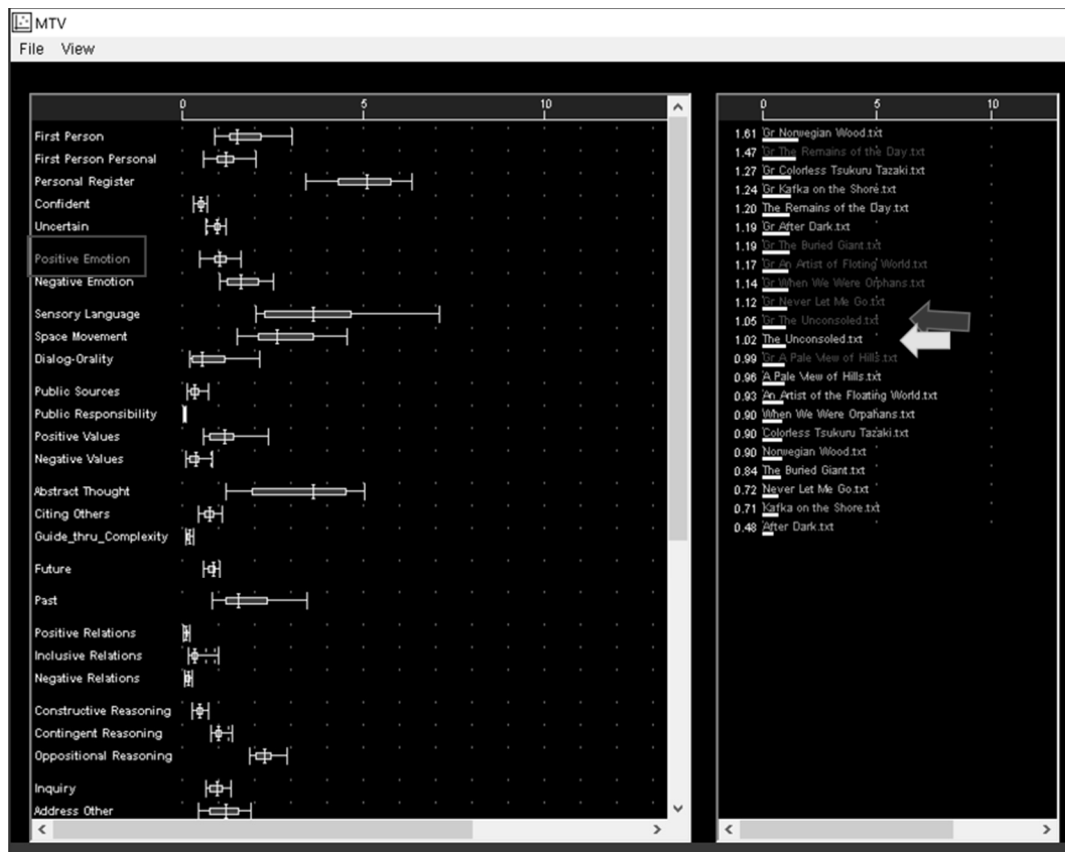 MTV
File View
0 5 10
First Person
First Person Personal
Personal Register
Confident
Uncertain
Positive Emotion
Negative Emotion
Sensory Language
Space Movement
Dialog-Orality
Public Sources
Public Responsibility
Positive Values
Negative Values
Abstract Thought
Citing Others
Guide_thru_Complexity
Future
Past
Positive Relations
Inclusive Relations
Negative Relations
Constructive Reasoning
Contingent Reasoning
Oppositional Reasoning
Inquiry
Address Other
0 5 10
1.61 Gr Norwegian Wood.txt
1.47 Gr The Remains of the Day.txt
1.27 Gr Colorless Tsukuru Tazaki.txt
1.24 Gr Kafka on the Shore.txt
1.20 The Remains of the Day.txt
1.19 Gr After Dark.txt
1.19 Gr The Buried Giant.txt
1.17 Gr An Artist of Floting World.txt
1.14 Gr When We Were Orphans.txt
1.12 Gr Never Let Me Go.txt
1.05 Gr The Unconsoled.txt
1.02 The Unconsoled.txt
0.99 Gr A Pale View of Hills.txt
0.96 A Pale View of Hills.txt
0.93 An Artist of the Floating World.txt
0.90 When We Were Orpahans.txt
0.90 Colorless Tsukuru Tazaki.txt
0.90 Norwegian Wood.txt
0.84 The Buried Giant.txt
0.72 Never Let Me Go.txt
0.71 Kafka on the Shore.txt
0.48 After Dark.txt